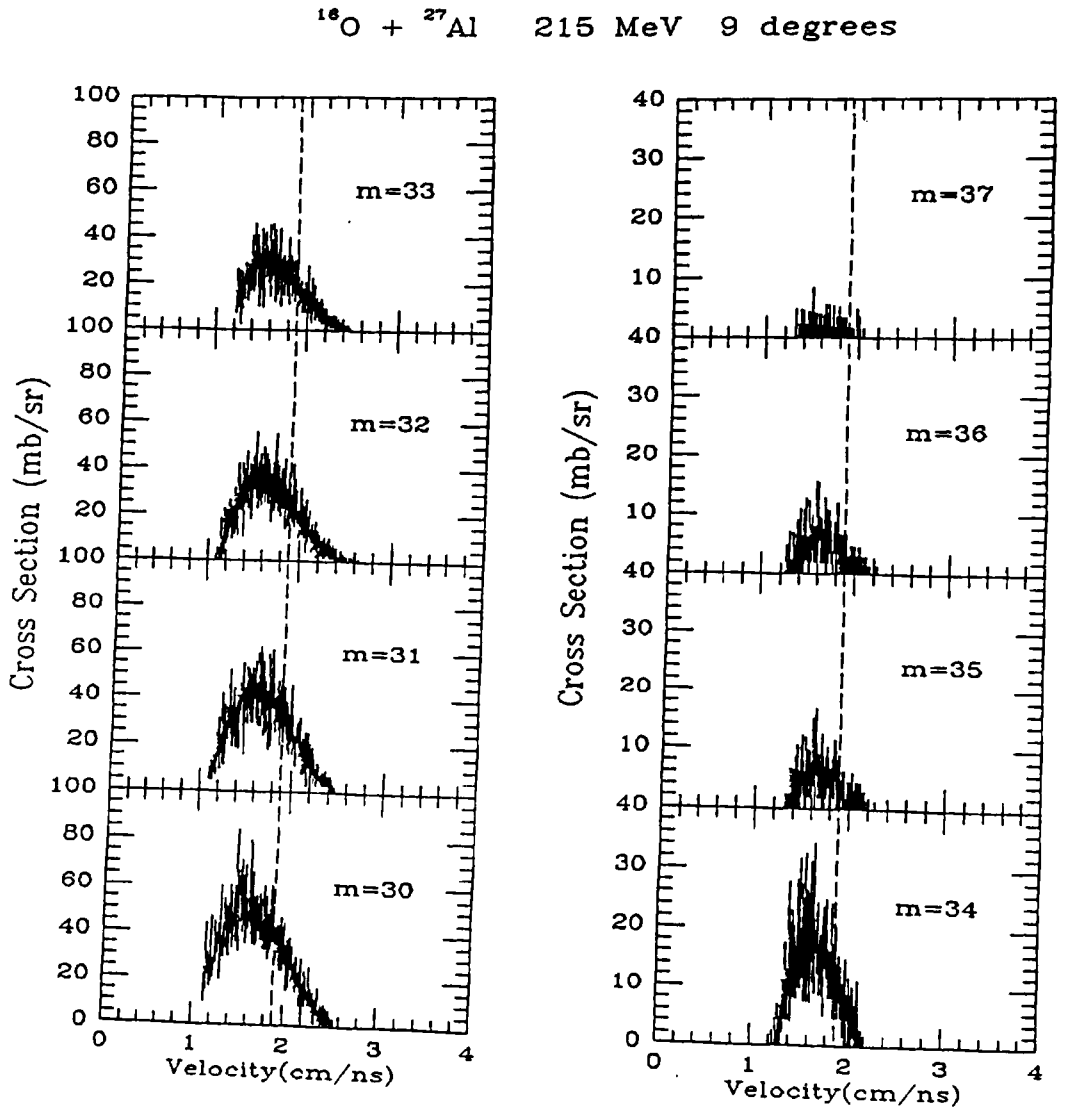 ¹⁶O + ²⁷Al 215 MeV 9 degrees
Cross Section (mb/sr)
100
80
60
40
20
m=33
100
80
60
40
20
m=32
100
80
60
40
20
m=31
100
80
60
40
20
0
m=30
0 1 2 3 4
Velocity(cm/ns)
Cross Section (mb/sr)
40
30
20
10
m=37
40
30
20
10
m=36
40
30
20
10
m=35
40
30
20
10
0
m=34
0 1 2 3 4
Velocity(cm/ns)